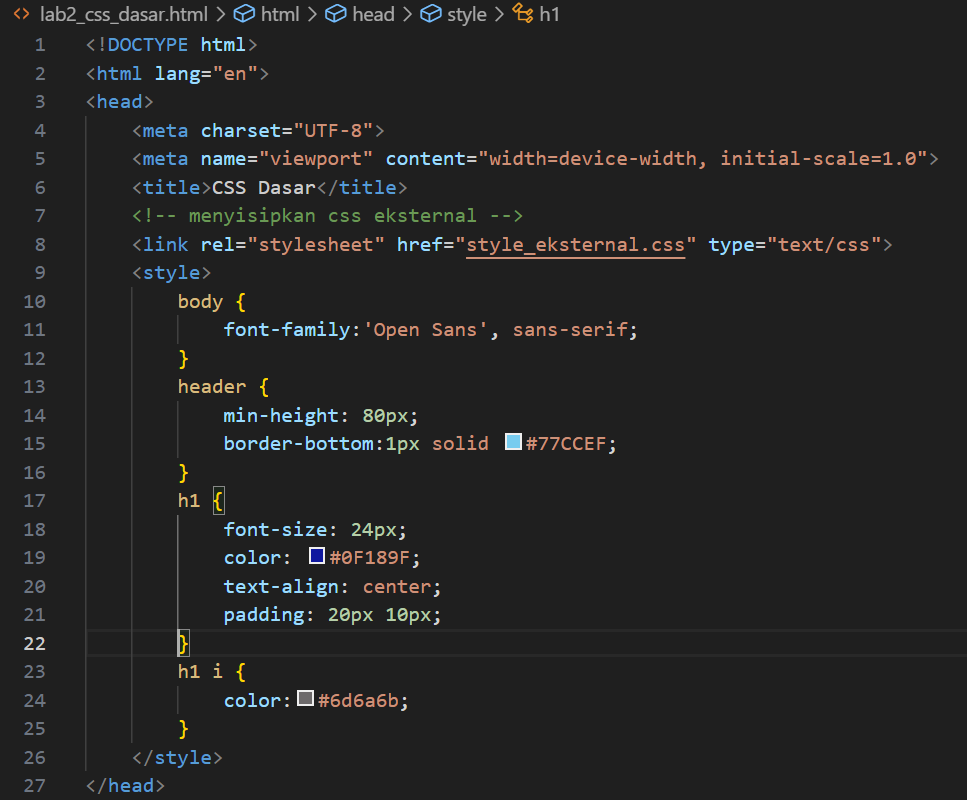 <> lab2_css_dasar.html > html > head > style > h1
1 <!DOCTYPE html>
2 <html lang="en">
3 <head>
4 <meta charset="UTF-8">
5 <meta name="viewport" content="width=device-width, initial-scale=1.0">
6 <title>CSS Dasar</title>
7 <!-- menyisipkan css eksternal -->
8 <link rel="stylesheet" href="style_eksternal.css" type="text/css">
9 <style>
10 body {
11 font-family:'Open Sans', sans-serif;
12 }
13 header {
14 min-height: 80px;
15 border-bottom:1px solid #77CCEF;
16 }
17 h1 {
18 font-size: 24px;
19 color: #0F189F;
20 text-align: center;
21 padding: 20px 10px;
22 }
23 h1 i {
24 color:#6d6a6b;
25 }
26 </style>
27 </head>